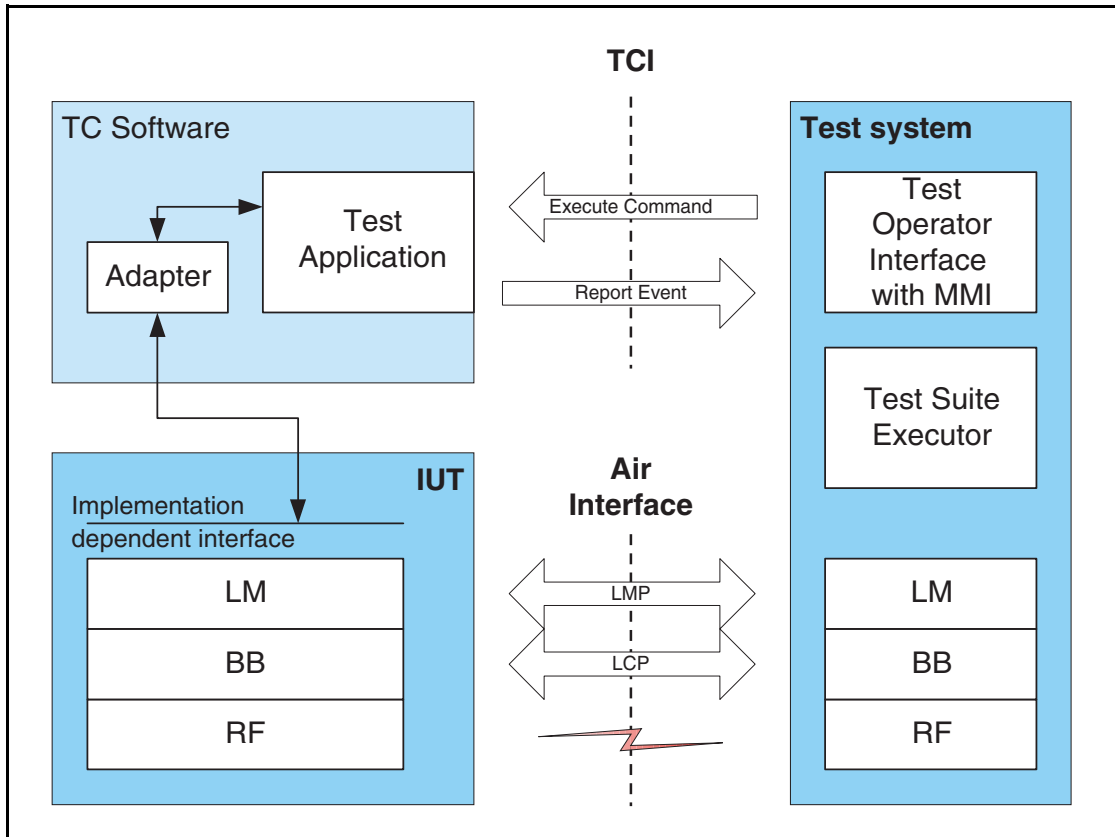 TCI
TC Software
Test
Application
Adapter
Execute Command
Report Event
Test system
Test
Operator
Interface
with MMI
Test Suite
Executor
IUT
Implementation
dependent interface
LM
BB
RF
Air
Interface
LMP
LCP
LM
BB
RF